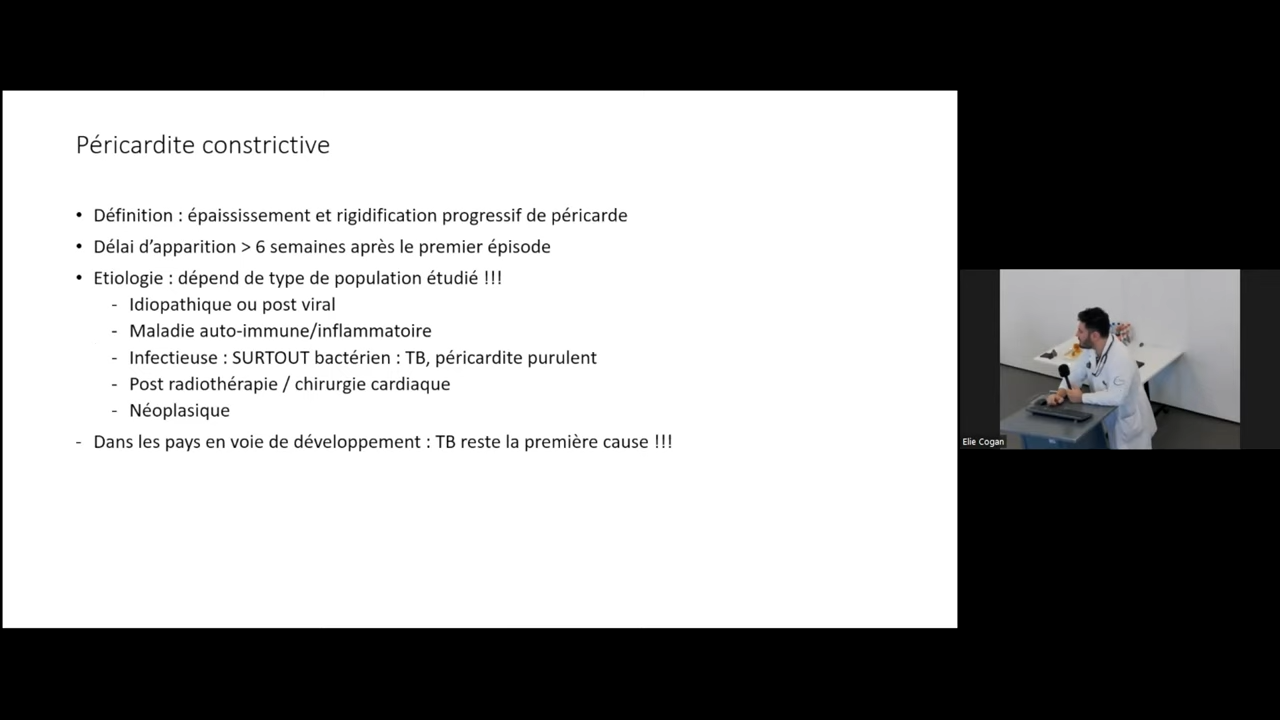 Péricardite constrictive
• Définition : épaississement et rigidification progressif de péricarde
• Délai d’apparition > 6 semaines après le premier épisode
• Etiologie : dépend de type de population étudié !!!
- Idiopathique ou post viral
- Maladie auto-immune/inflammatoire
- Infectieuse : SURTOUT bactérien : TB, péricardite purulent
- Post radiothérapie / chirurgie cardiaque
- Néoplasique
- Dans les pays en voie de développement : TB reste la première cause !!!
Elie Cogan